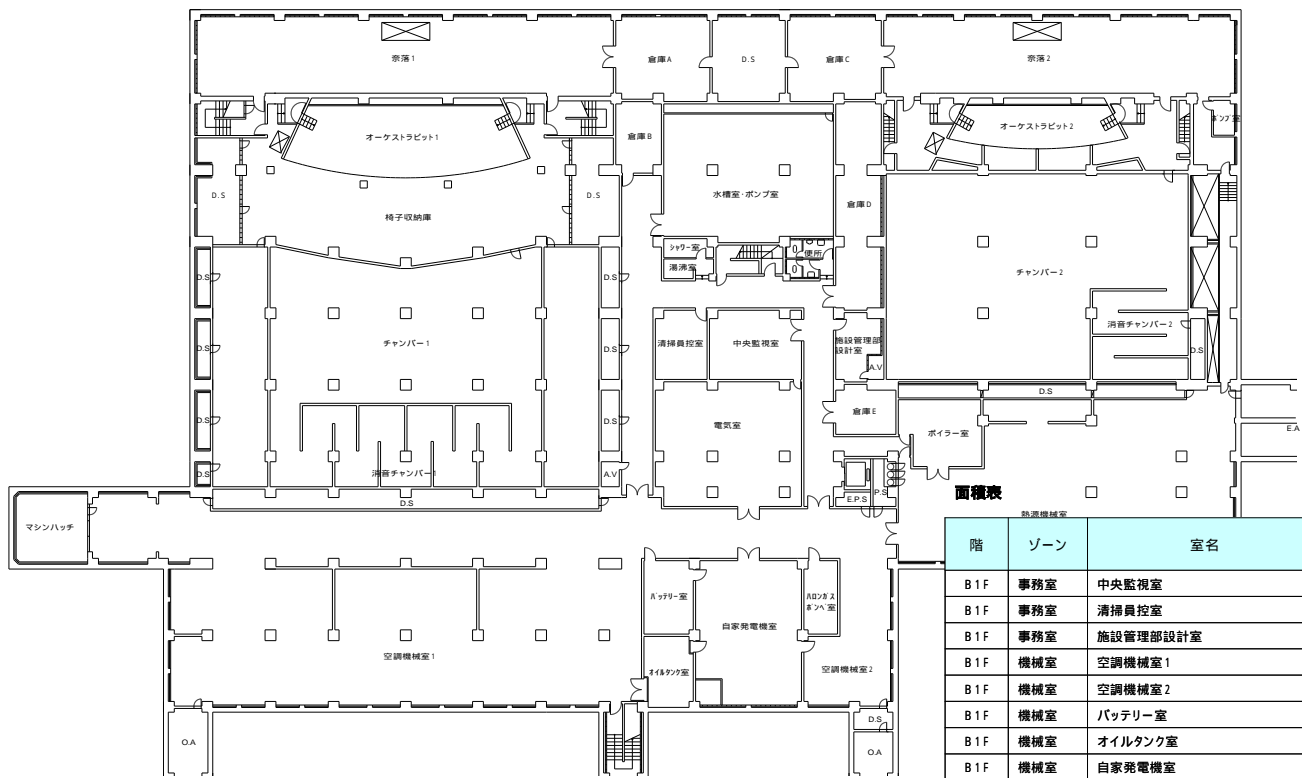 奈落1
倉庫A
D.S
倉庫C
奈落2
オーケストラピット1
倉庫B
オーケストラピット2
ポンプ室
D.S
椅子収納庫
D.S
水槽室・ポンプ室
倉庫D
シャワー室
湯沸室
便所
チャンバー2
D.S
D.S
D.S
チャンバー1
D.S
清掃員控室
中央監視室
施設管理部
設計室
A.V
消音チャンバー2
D.S
D.S
D.S
D.S
倉庫E
電気室
ボイラー室
E.A
D.S
消音チャンバー1
A.V
D.S
E.P.S
P.S
マシンハッチ
熱源機械室
バッテリー室
ハロンガス
ボンベ室
自家発電機室
空調機械室1
オイルタンク室
空調機械室2
O.A
D.S
O.A
面積表
階 ゾーン 室名
B1F 事務室 中央監視室
B1F 事務室 清掃員控室
B1F 事務室 施設管理部設計室
B1F 機械室 空調機械室1
B1F 機械室 空調機械室2
B1F 機械室 バッテリー室
B1F 機械室 オイルタンク室
B1F 機械室 自家発電機室